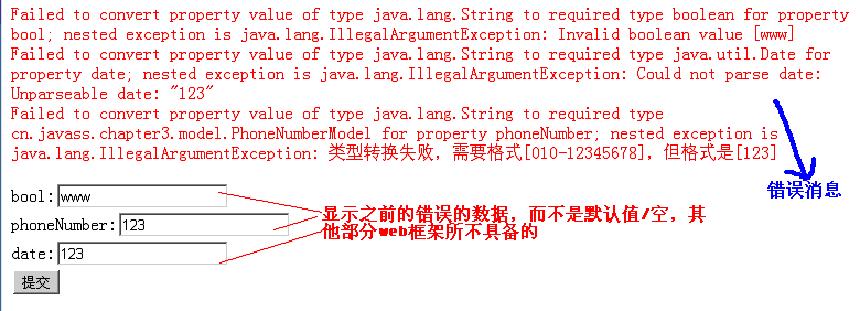 Failed to convert property value of type java.lang.String to required type boolean for property
bool; nested exception is java.lang.IllegalArgumentException: Invalid boolean value [www]
Failed to convert property value of type java.lang.String to required type java.util.Date for
property date; nested exception is java.lang.IllegalArgumentException: Could not parse date:
Unparseable date: "123"
Failed to convert property value of type java.lang.String to required type
cn.javass.chapter3.model.PhoneNumberModel for property phoneNumber; nested exception is
java.lang.IllegalArgumentException: 类型转换失败，需要格式[010-12345678]，但格式是[123]
错误消息
bool: www
phoneNumber: 123
date: 123
显示之前的错误的数据，而不是默认值/空，其
他部分web框架所不具备的
提交